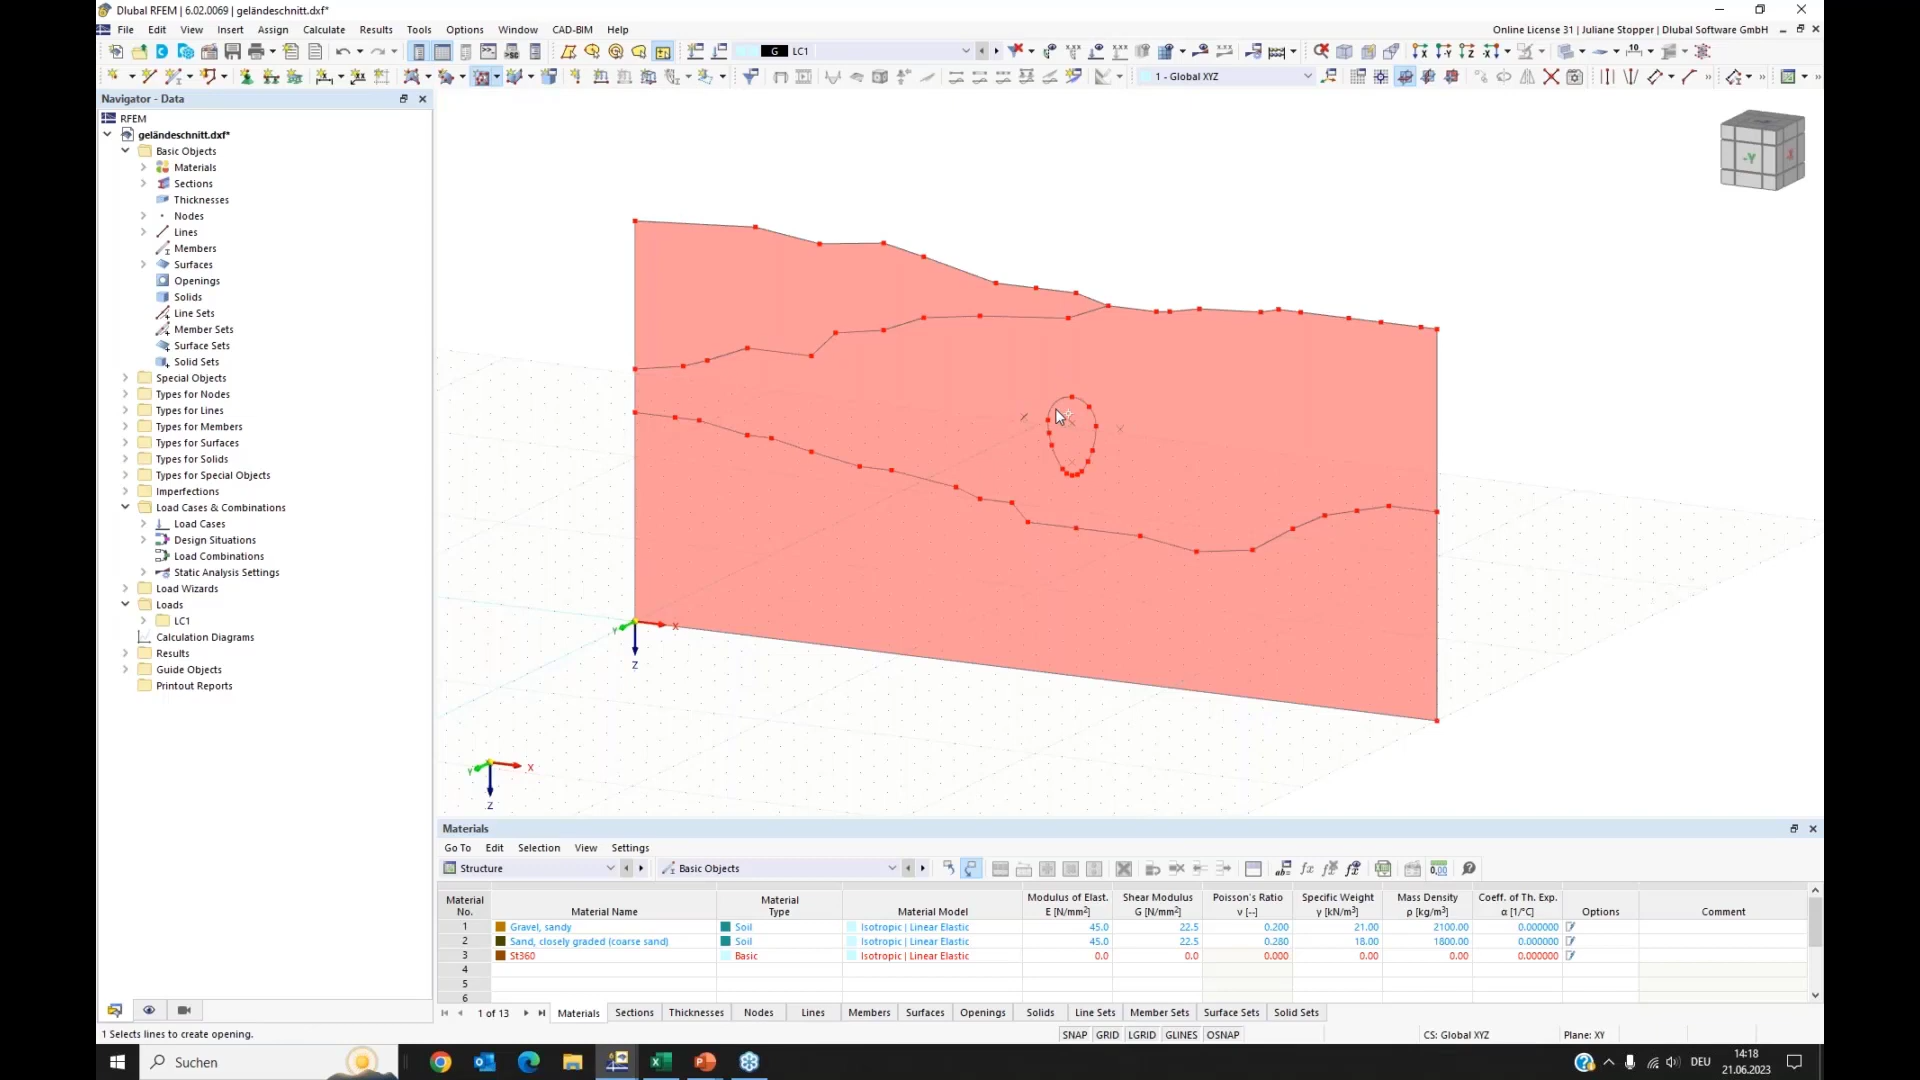 Dlubal RFEM | 6.02.0069 | geländeschnitt.dxf*
File Edit View Insert Assign Calculate Results Tools Options Window CAD-BIM Help
Online License 31 | Juliane Stopper | Dlubal Software GmbH
G LC1
1 - Global XYZ
Navigator - Data
RFEM
geländeschnitt.dxf*
Basic Objects
Materials
Sections
Thicknesses
Nodes
Lines
Members
Surfaces
Openings
Solids
Line Sets
Member Sets
Surface Sets
Solid Sets
Special Objects
Types for Nodes
Types for Lines
Types for Members
Types for Surfaces
Types for Solids
Types for Special Objects
Imperfections
Load Cases & Combinations
Load Cases
Design Situations
Load Combinations
Static Analysis Settings
Load Wizards
Loads
LC1
Calculation Diagrams
Results
Guide Objects
Printout Reports
-Y X
Y X
Z
Y X
Z
Materials
Go To Edit Selection View Settings
Structure Basic Objects
Material No. Material Name Material Type Material Model Modulus of Elast. E [N/mm²] Shear Modulus G [N/mm²] Poisson's Ratio ν [--] Specific Weight γ [kN/m³] Mass Density ρ [kg/m³] Coeff. of Th. Exp. α [1/°C] Options Comment
1 Gravel, sandy Soil Isotropic | Linear Elastic 45.0 22.5 0.200 21.00 2100.00 0.000000
2 Sand, closely graded (coarse sand) Soil Isotropic | Linear Elastic 45.0 22.5 0.280 18.00 1800.00 0.000000
3 St360 Basic Isotropic | Linear Elastic 0.0 0.0 0.000 0.00 0.00 0.000000
4
5
6
1 of 13 Materials Sections Thicknesses Nodes Lines Members Surfaces Openings Solids Line Sets Member Sets Surface Sets Solid Sets
1 Selects lines to create opening.
SNAP GRID LGRID GLINES OSNAP
CS: Global XYZ
Plane: XY
Suchen
DEU
14:18
21.06.2023